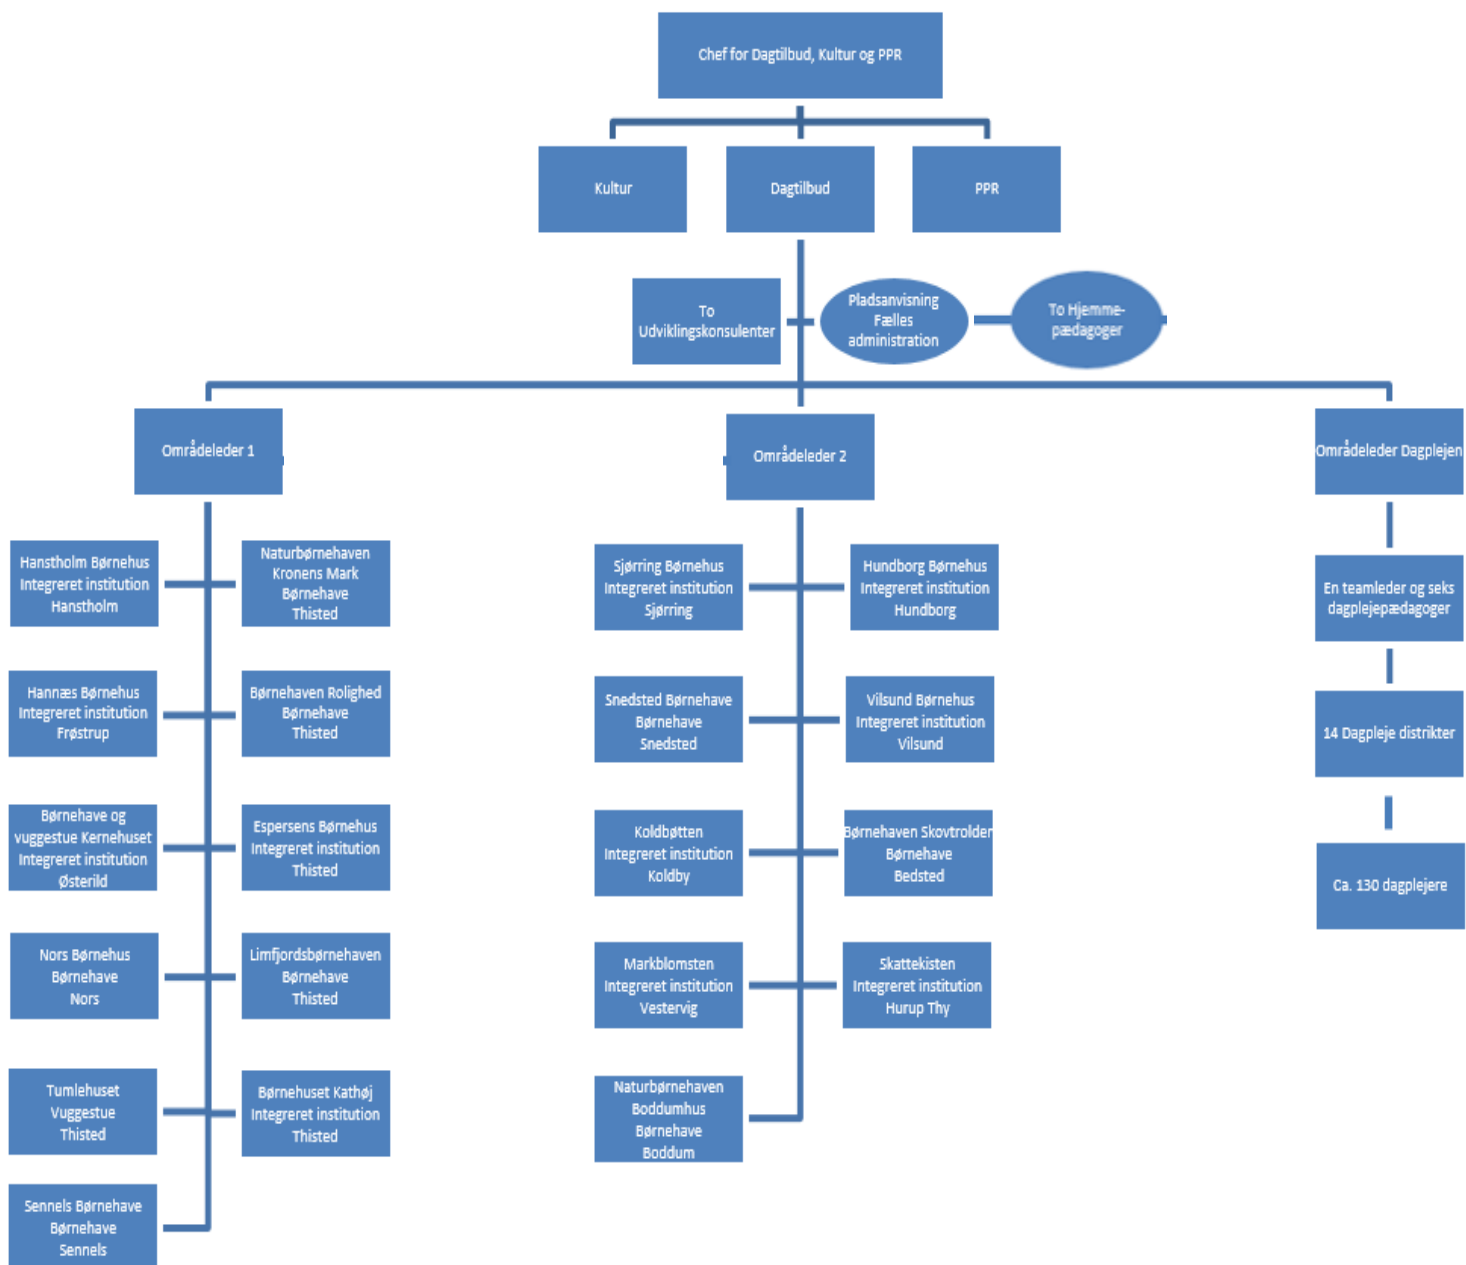 Chef for Dagtilbud, Kultur og PPR
Kultur
Dagtilbud
PPR
To
Udviklingskonsulenter
Pladsanvisning
Fælles
administration
To Hjemme-
pædagoger
Områdeleder 1
Områdeleder 2
Områdeleder Dagplejen
Hanstholm Børnehus
Integreret institution
Hanstholm
Naturbørnehaven
Kronens Mark
Børnehave
Thisted
Sjørring Børnehus
Integreret institution
Sjørring
Hundborg Børnehus
Integreret institution
Hundborg
En teamleder og seks
dagplejepædagoger
Hannæs Børnehus
Integreret institution
Frøstrup
Børnehaven Rolighed
Børnehave
Thisted
Snedsted Børnehave
Børnehave
Snedsted
Vilsund Børnehus
Integreret institution
Vilsund
14 Dagpleje distrikter
Børnehave og
vuggestue Kernehuset
Integreret institution
Østerild
Espersens Børnehus
Integreret institution
Thisted
Koldbøtten
Integreret institution
Koldby
Børnehaven Skovtrolden
Børnehave
Bedsted
Ca. 130 dagplejere
Nors Børnehus
Børnehave
Nors
Limfjordsbørnehaven
Børnehave
Thisted
Markblomsten
Integreret institution
Vestervig
Skattekisten
Integreret institution
Hurup Thy
Tumlehuset
Vuggestue
Thisted
Børnehuset Kathøj
Integreret institution
Thisted
Naturbørnehaven
Boddumhus
Børnehave
Boddum
Sennels Børnehave
Børnehave
Sennels